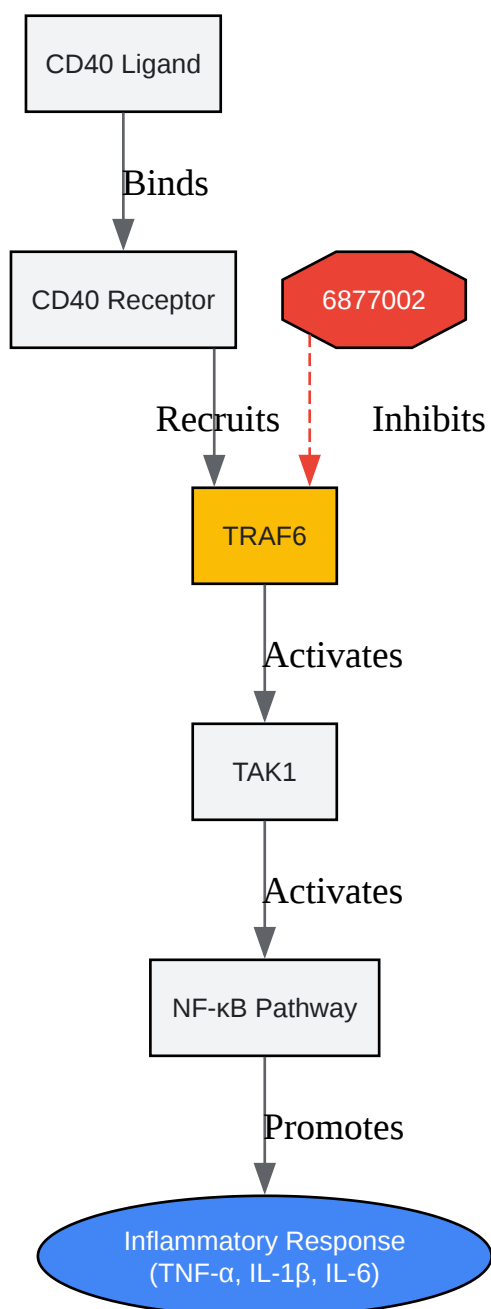 CD40 Ligand
Binds
CD40 Receptor
6877002
Recruits
Inhibits
TRAF6
Activates
TAK1
Activates
NF-κB Pathway
Promotes
Inflammatory Response
(TNF-α, IL-1β, IL-6)